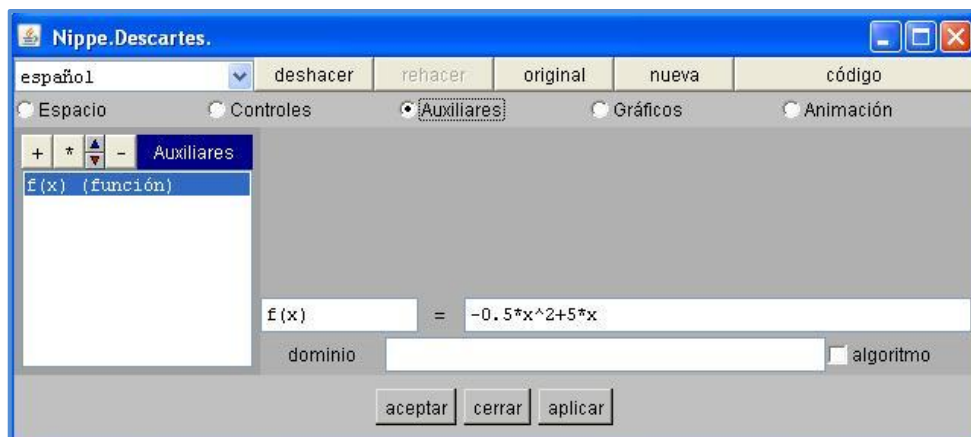 Nippe.Descartes.
español deshacer rehacer original nueva código
Espacio Controles Auxiliares Gráficos Animación
+ * - Auxiliares
f(x) (función)
f(x) = -0.5*x^2+5*x
dominio algoritmo
aceptar cerrar aplicar